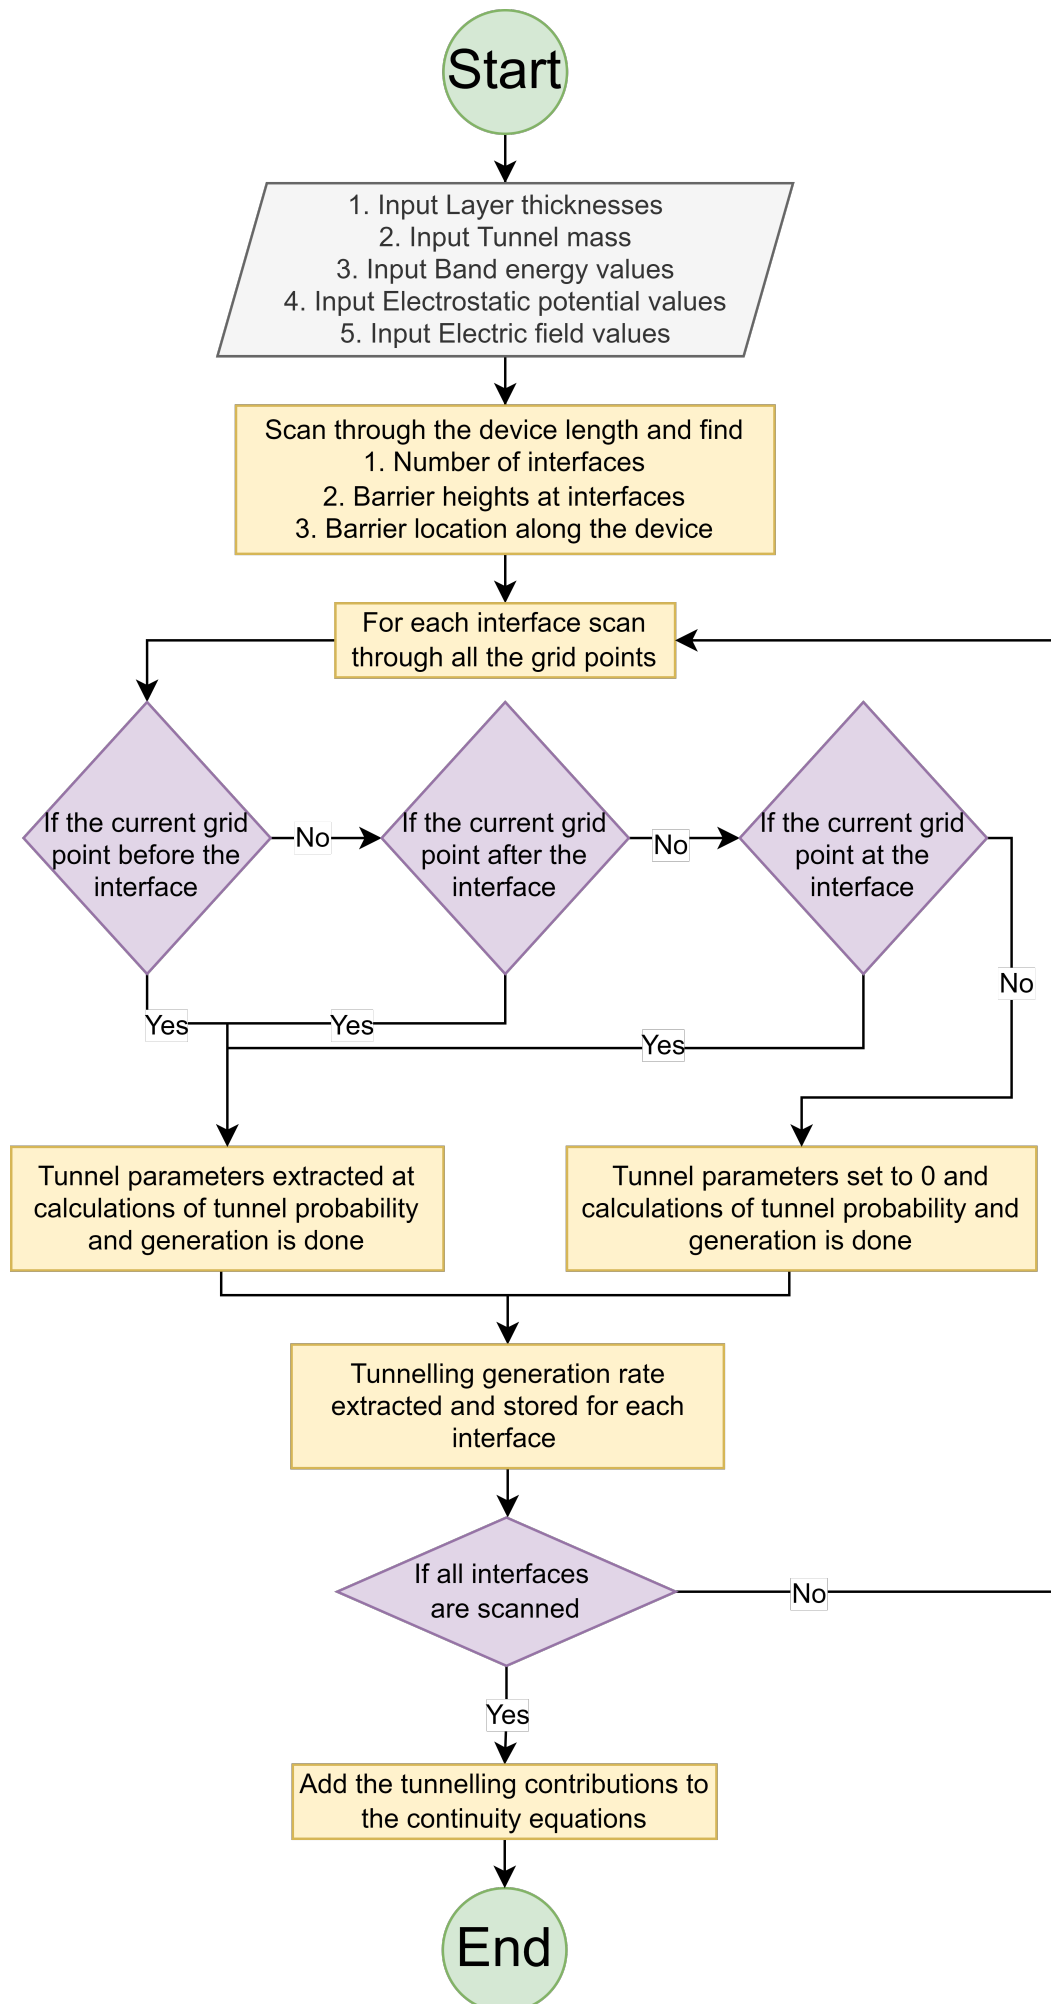 Start
1. Input Layer thicknesses
2. Input Tunnel mass
3. Input Band energy values
4. Input Electrostatic potential values
5. Input Electric field values
Scan through the device length and find
1. Number of interfaces
2. Barrier heights at interfaces
3. Barrier location along the device
For each interface scan
through all the grid points
If the current grid
point before the
interface
No
If the current grid
point after the
interface
No
If the current grid
point at the
interface
No
Yes
Yes
Yes
Tunnel parameters extracted at
calculations of tunnel probability
and generation is done
Tunnel parameters set to 0 and
calculations of tunnel probability and
generation is done
Tunnelling generation rate
extracted and stored for each
interface
If all interfaces
are scanned
No
Yes
Add the tunnelling contributions to
the continuity equations
End